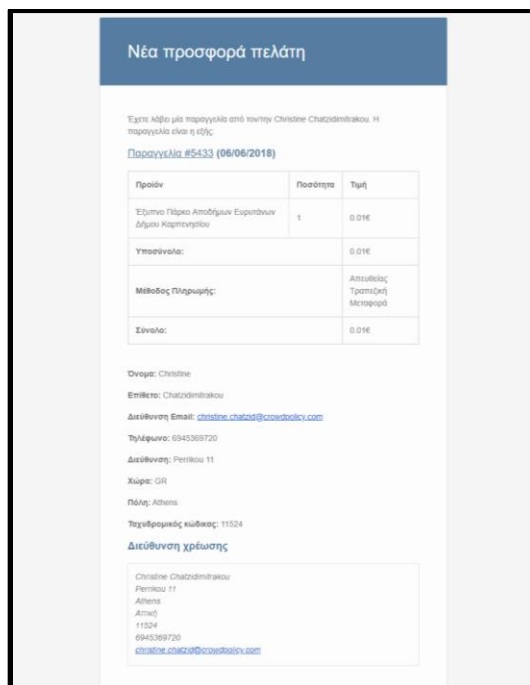 Νέα προσφορά πελάτη
Έχετε λάβει μία παραγγελία από τον/την Christine Chatzidimitrakou. Η
παραγγελία είναι η εξής:
Παραγγελία #5433 (06/06/2018)
Προϊόν Ποσότητα Τιμή
Έξυπνο Πάρκο Αποδήμων Ευρυτάνων
Δήμου Καρπενησίου
1 0.01€
Υποσύνολο: 0.01€
Μέθοδος Πληρωμής: Απευθείας
Τραπεζική
Μεταφορά
Σύνολο: 0.01€
Όνομα: Christine
Επίθετο: Chatzidimitrakou
Διεύθυνση Email: christine.chatzid@crowdpolicy.com
Τηλέφωνο: 6945369720
Διεύθυνση: Perrikou 11
Χώρα: GR
Πόλη: Athens
Ταχυδρομικός κώδικας: 11524
Διεύθυνση χρέωσης
Christine Chatzidimitrakou
Perrikou 11
Athens
Αττική
11524
6945369720
christine.chatzid@crowdpolicy.com